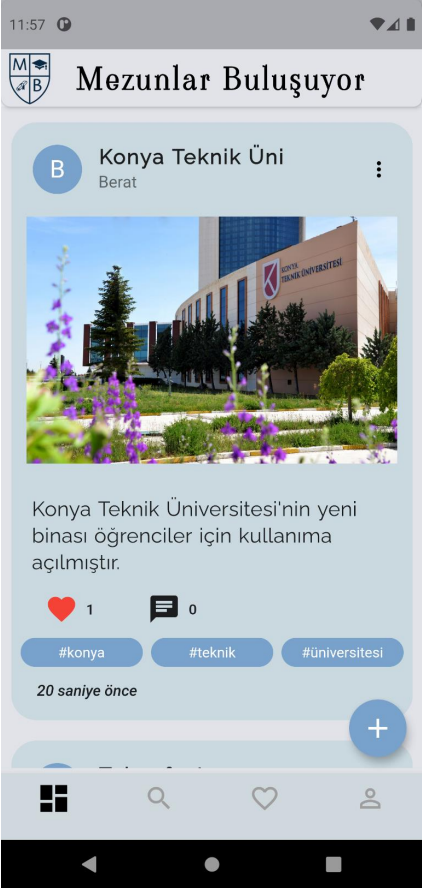 11:57
M
B
Mezunlar Buluşuyor
B
Konya Teknik Üni
Berat
KONYA
TEKNİK ÜNİVERSİTESİ
Konya Teknik Üniversitesi'nin yeni
binası öğrenciler için kullanıma
açılmıştır.
1
0
#konya
#teknik
#üniversitesi
20 saniye önce